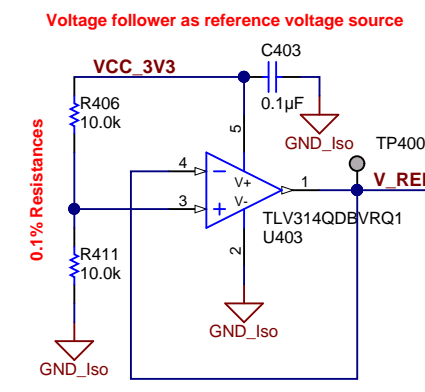 Voltage follower as reference voltage source
C403
VCC_3V3
R406
10.0k
0.1µF
5
GND_Iso
TP400
4
V+
1
V_REF
3
V-
TLV314QDBVRQ1
U403
0.1% Resistances
R411
10.0k
2
GND_Iso
GND_Iso